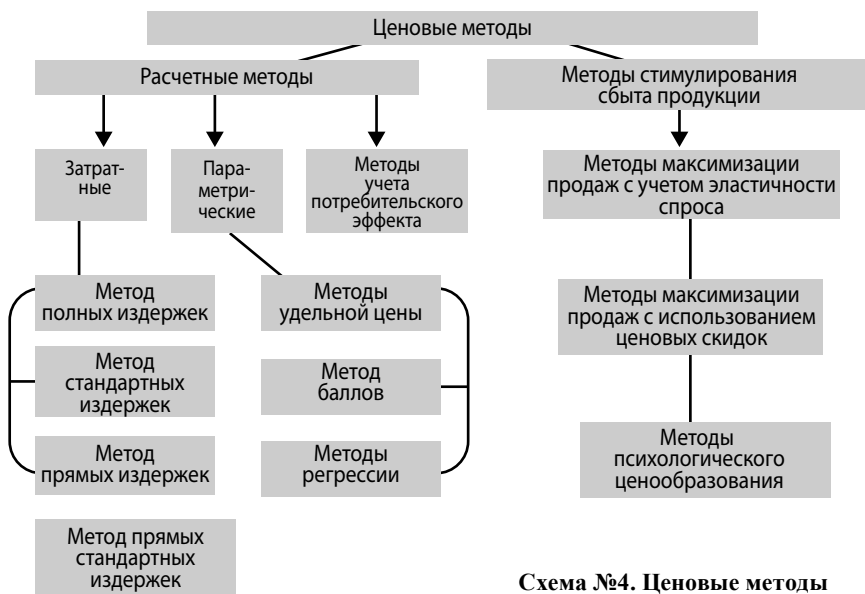 Ценовые методы
Расчетные методы
Методы стимулирования
сбыта продукции
Затрат-
ные
Пара-
метри-
ческие
Методы
учета
потребительского
эффекта
Методы максимизации
продаж с учетом эластичности
спроса
Метод
полных издержек
Методы
удельной цены
Методы максимизации
продаж с использованием
ценовых скидок
Метод
стандартных
издержек
Метод
баллов
Метод
прямых издержек
Методы
регрессии
Методы
психологического
ценообразования
Метод прямых
стандартных
издержек
Схема №4. Ценовые методы